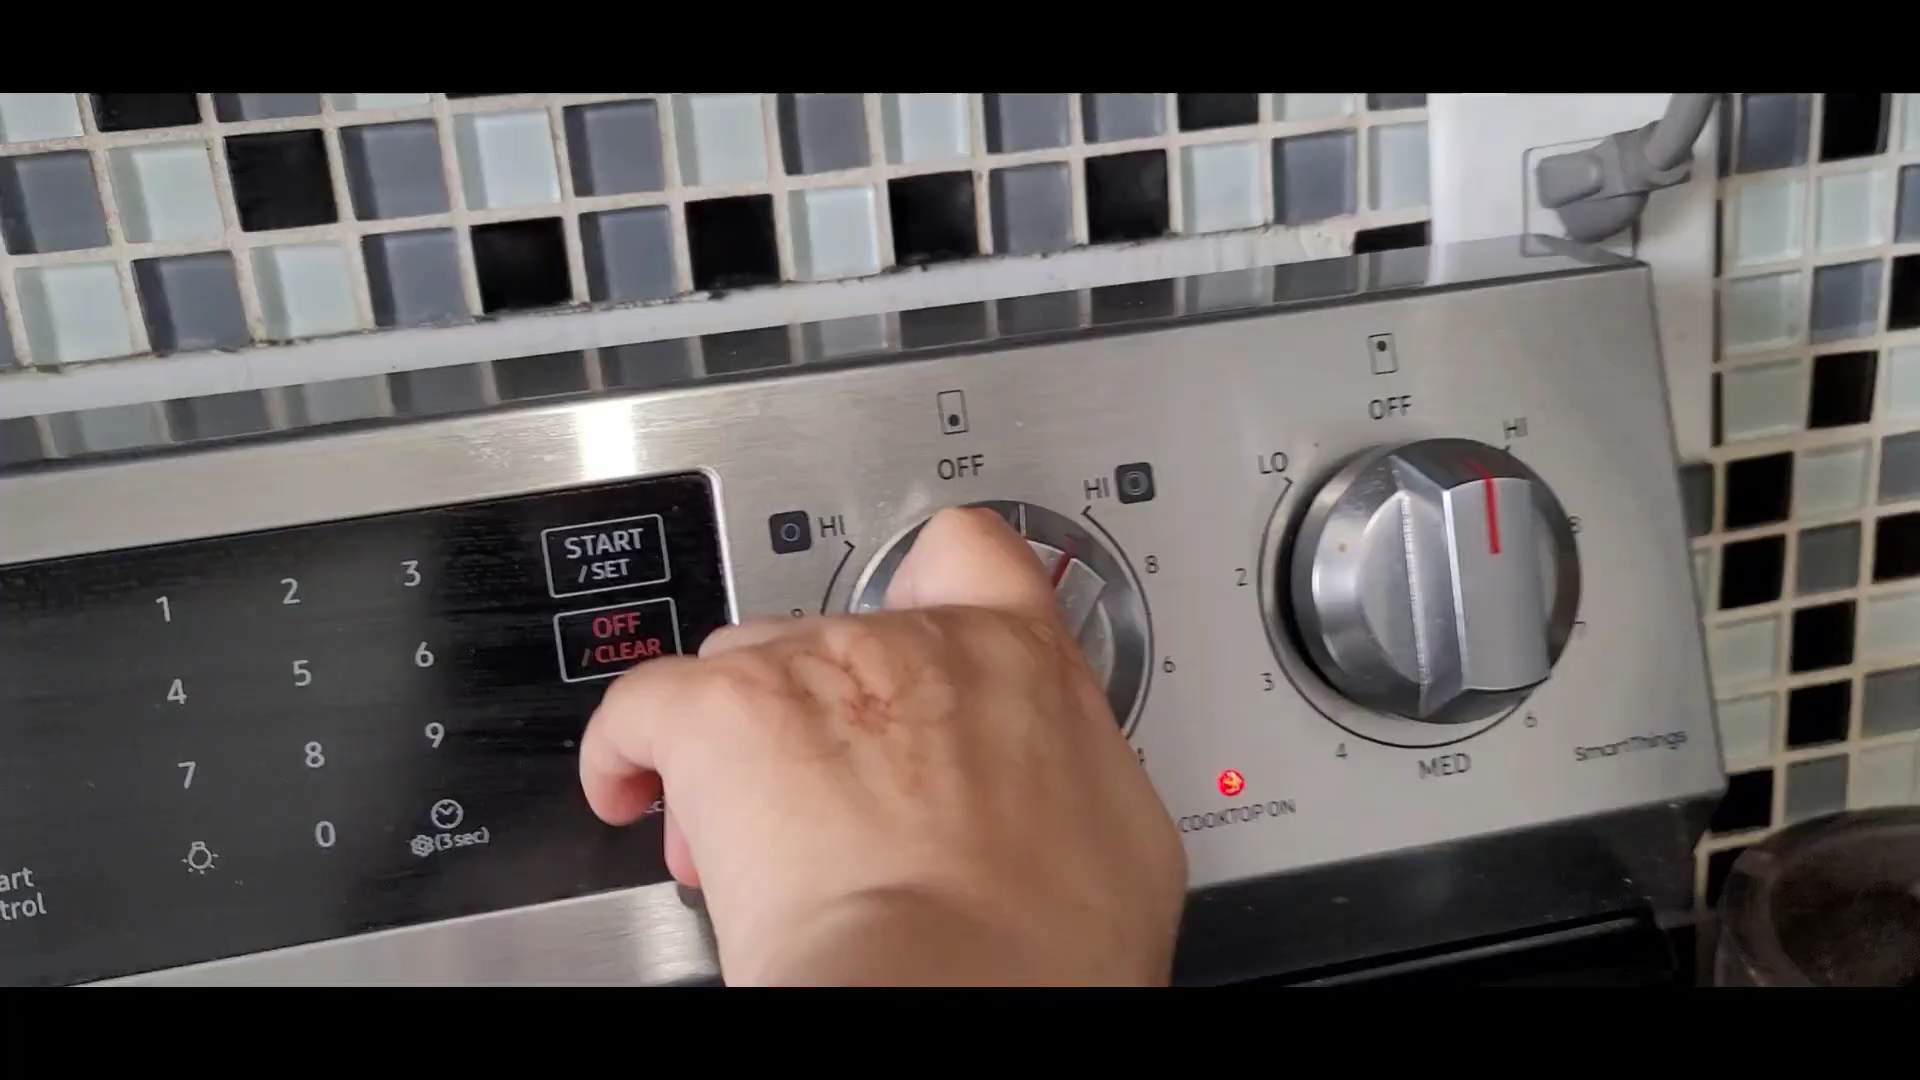 1 2 3
4 5 6
7 8 9
0
(3 sec)
art
trol
START
/SET
OFF
/CLEAR
OFF
HI
HI
8
6
OFF
LO
HI
2
3
4
MED
6
COOKTOP ON
SmartThings